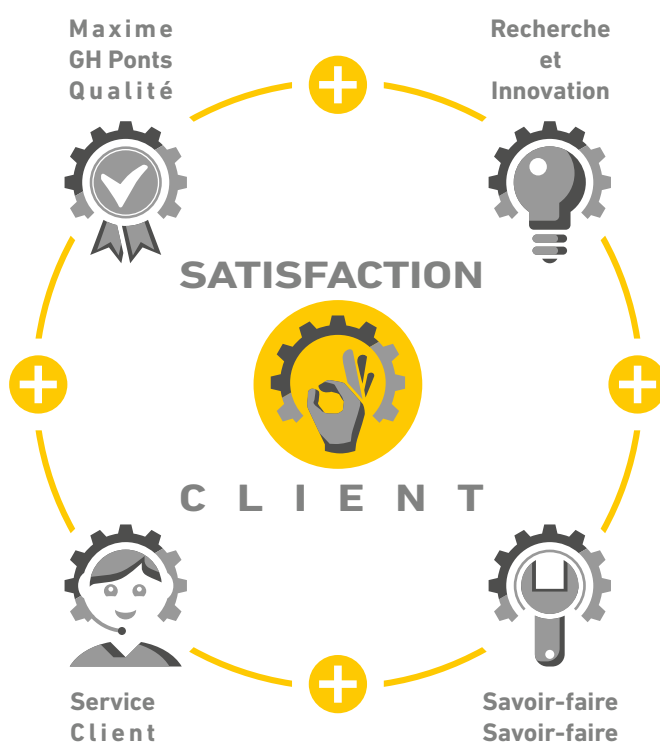 Maxime
GH Ponts
Qualité
Recherche
et
Innovation
SATISFACTION
CLIENT
Service
Client
Savoir-faire
Savoir-faire